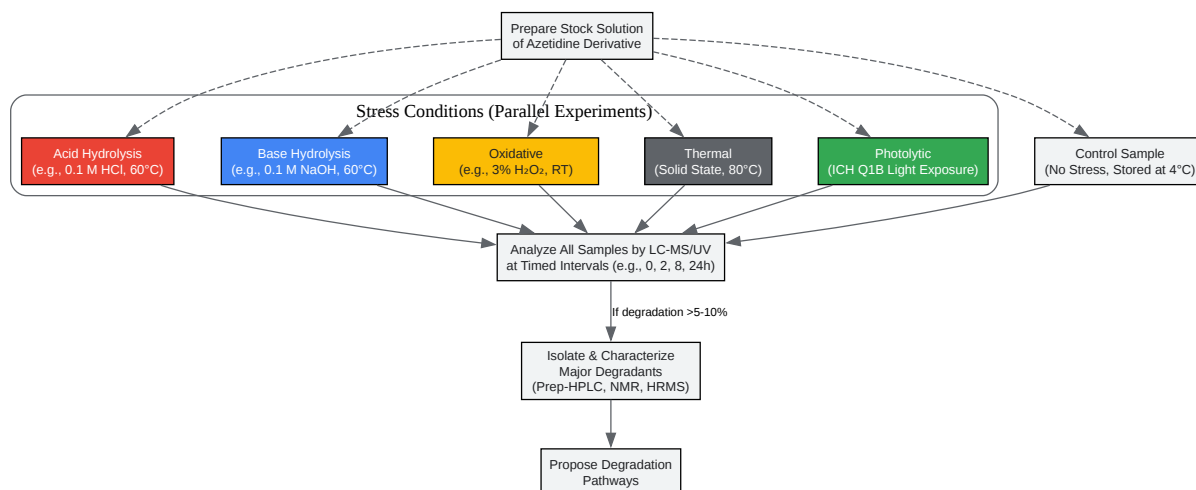 Prepare Stock Solution
of Azetidine Derivative
Stress Conditions (Parallel Experiments)
Acid Hydrolysis
(e.g., 0.1 M HCl, 60°C)
Base Hydrolysis
(e.g., 0.1 M NaOH, 60°C)
Oxidative
(e.g., 3% H₂O₂, RT)
Thermal
(Solid State, 80°C)
Photolytic
(ICH Q1B Light Exposure)
Control Sample
(No Stress, Stored at 4°C)
Analyze All Samples by LC-MS/UV
at Timed Intervals (e.g., 0, 2, 8, 24h)
If degradation >5-10%
Isolate & Characterize
Major Degradants
(Prep-HPLC, NMR, HRMS)
Propose Degradation
Pathways